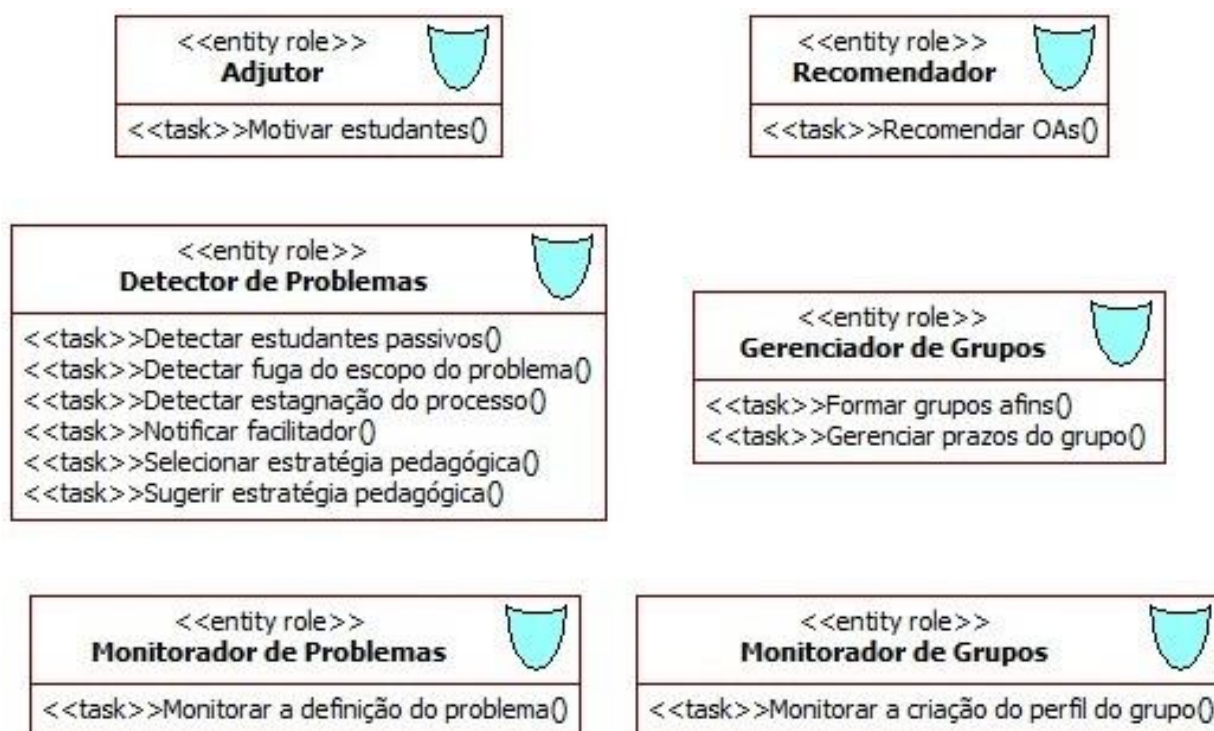 <<entity role>>
Adjutor
<<task>>Motivar estudantes()
<<entity role>>
Recomendador
<<task>>Recomendar OAs()
<<entity role>>
Detector de Problemas
<<task>>Detectar estudantes passivos()
<<task>>Detectar fuga do escopo do problema()
<<task>>Detectar estagnação do processo()
<<task>>Notificar facilitador()
<<task>>Selecionar estratégia pedagógica()
<<task>>Sugerir estratégia pedagógica()
<<entity role>>
Gerenciador de Grupos
<<task>>Formar grupos afins()
<<task>>Gerenciar prazos do grupo()
<<entity role>>
Monitorador de Problemas
<<task>>Monitorar a definição do problema()
<<entity role>>
Monitorador de Grupos
<<task>>Monitorar a criação do perfil do grupo()